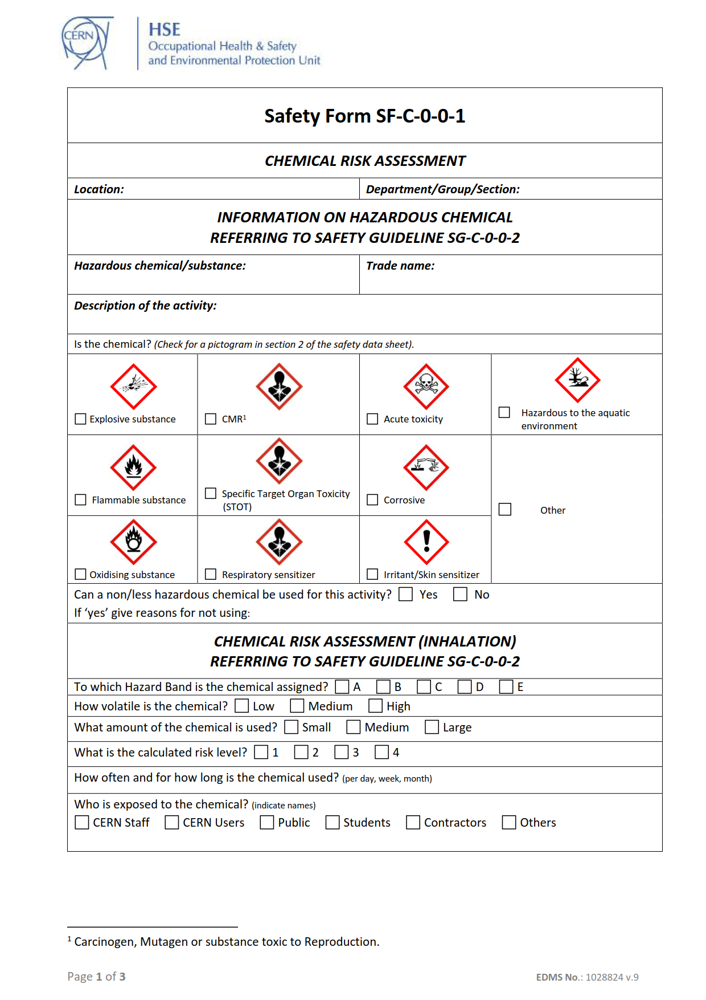 CERN
HSE
Occupational Health & Safety
and Environmental Protection Unit
Safety Form SF-C-0-0-1
CHEMICAL RISK ASSESSMENT
Location:
Department/Group/Section:
INFORMATION ON HAZARDOUS CHEMICAL
REFERRING TO SAFETY GUIDELINE SG-C-0-0-2
Hazardous chemical/substance:
Trade name:
Description of the activity:
Is the chemical? (Check for a pictogram in section 2 of the safety data sheet).
Explosive substance
CMR¹
Acute toxicity
Hazardous to the aquatic
environment
Flammable substance
Specific Target Organ Toxicity
(STOT)
Corrosive
Other
Oxidising substance
Respiratory sensitizer
Irritant/Skin sensitizer
Can a non/less hazardous chemical be used for this activity? Yes No
If ‘yes’ give reasons for not using:
CHEMICAL RISK ASSESSMENT (INHALATION)
REFERRING TO SAFETY GUIDELINE SG-C-0-0-2
To which Hazard Band is the chemical assigned? A B C D E
How volatile is the chemical? Low Medium High
What amount of the chemical is used? Small Medium Large
What is the calculated risk level? 1 2 3 4
How often and for how long is the chemical used? (per day, week, month)
Who is exposed to the chemical? (indicate names)
CERN Staff CERN Users Public Students Contractors Others
¹ Carcinogen, Mutagen or substance toxic to Reproduction.
Page 1 of 3
EDMS No.: 1028824 v.9